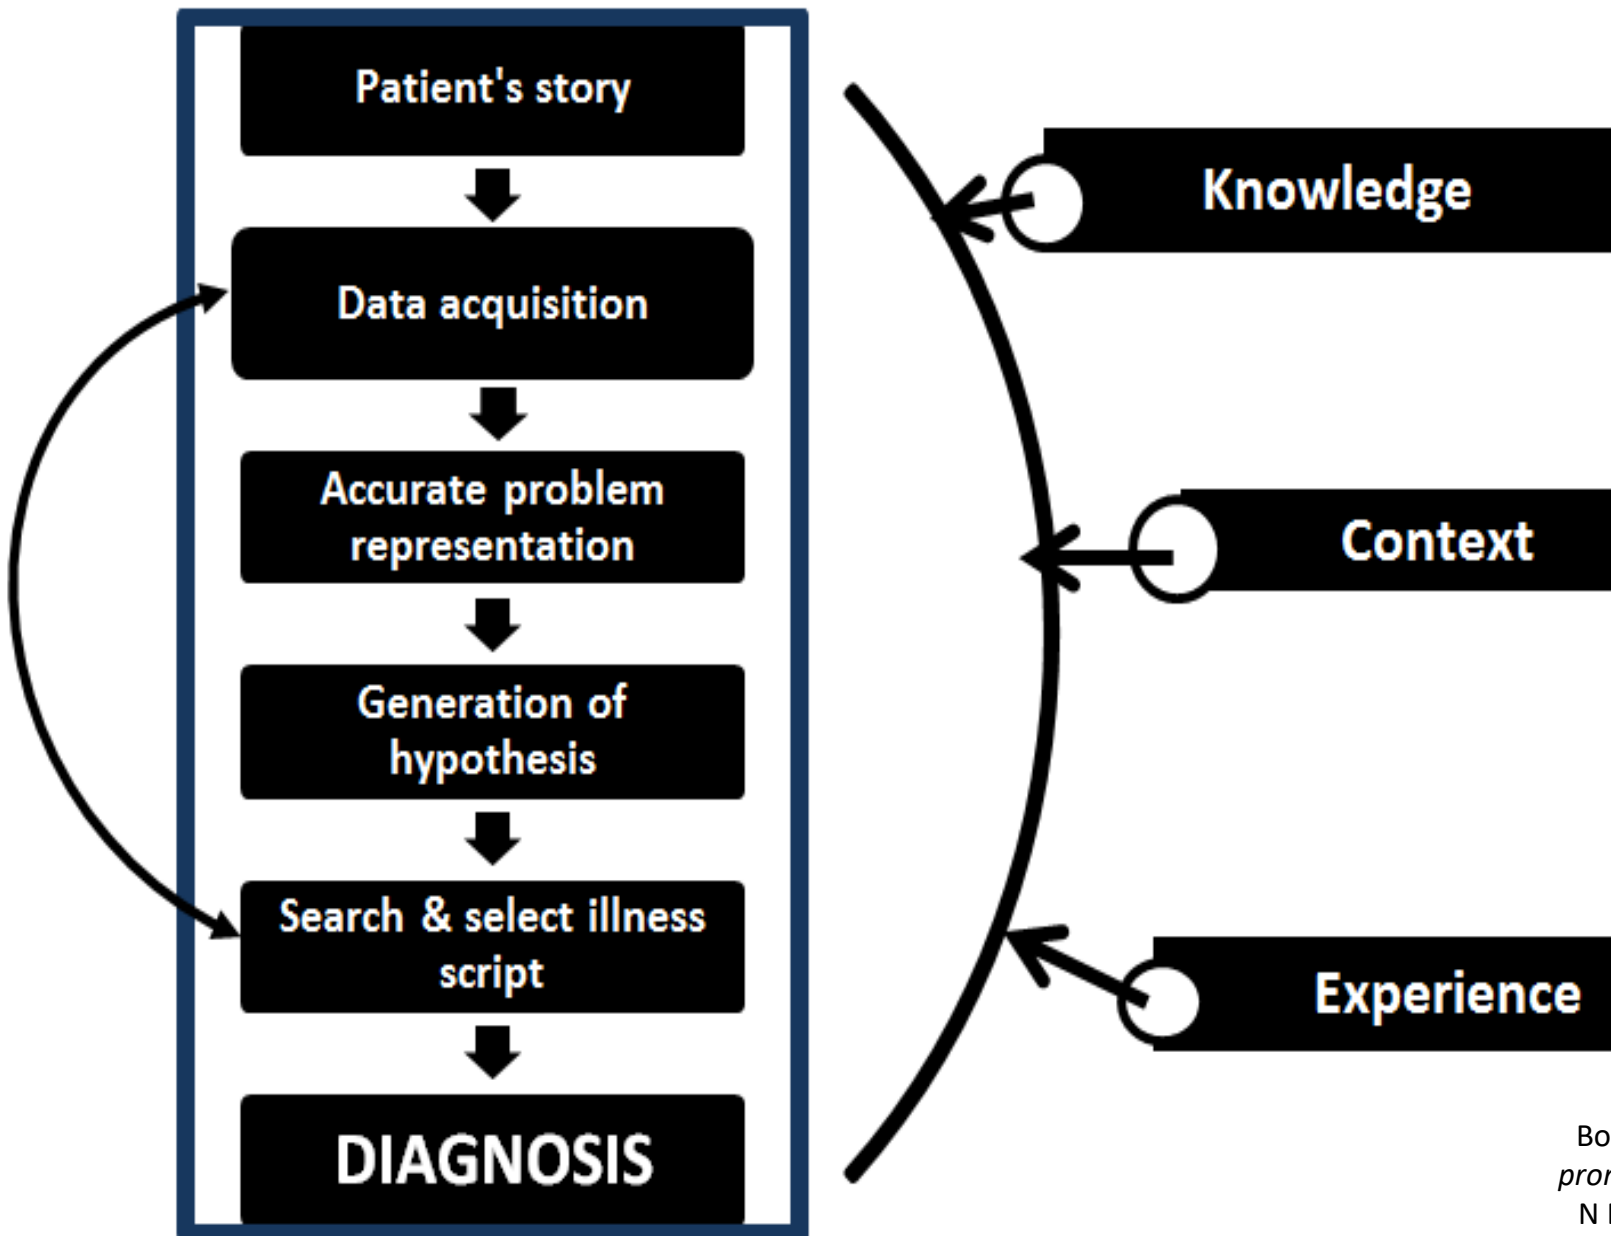 Patient's story
Data acquisition
Accurate problem
representation
Generation of
hypothesis
Search & select illness
script
DIAGNOSIS
Knowledge
Context
Experience
Bo
pror
N